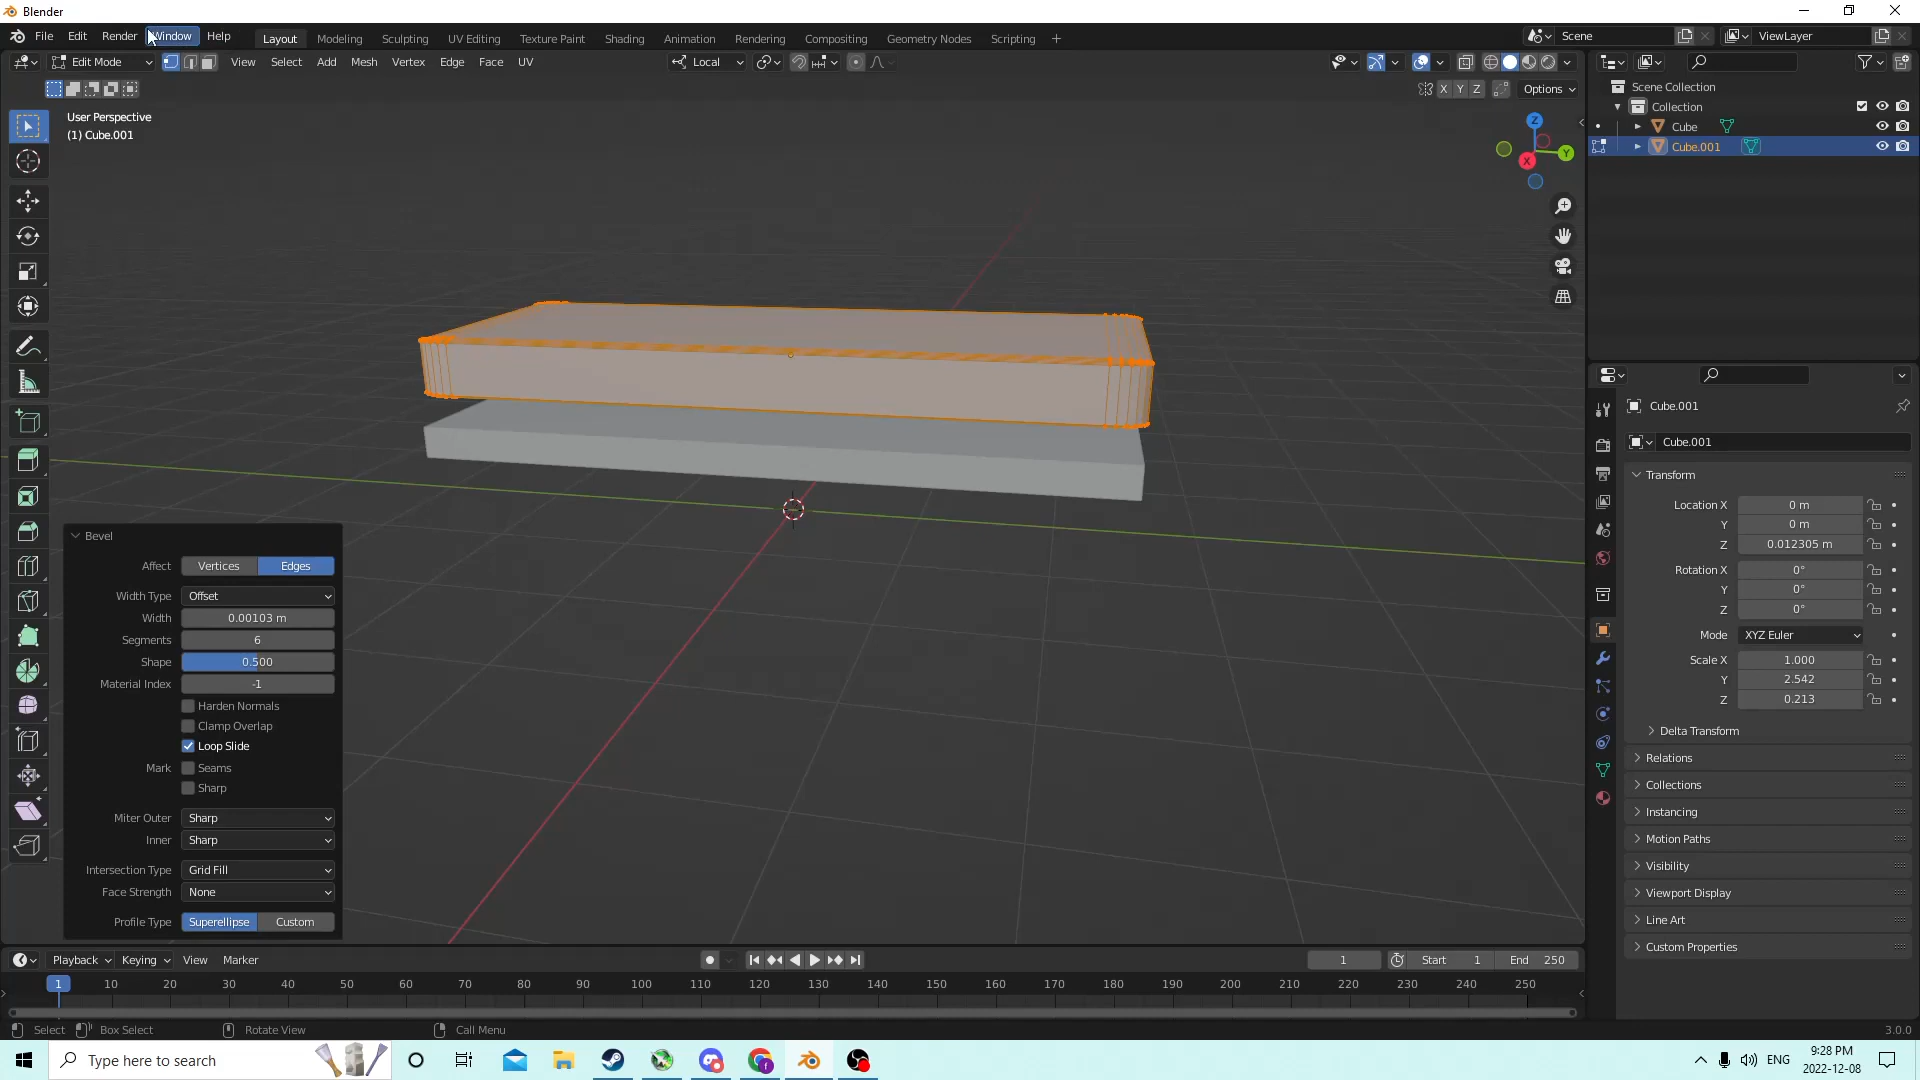 Blender
File Edit Render Window Help
Layout Modeling Sculpting UV Editing Texture Paint Shading Animation Rendering Compositing Geometry Nodes Scripting +
Scene
ViewLayer
Edit Mode
View Select Add Mesh Vertex Edge Face UV
Local
X Y Z
Options
User Perspective
(1) Cube.001
Z
Y
X
Scene Collection
Collection
Cube
Cube.001
Cube.001
Cube.001
Transform
Location X 0 m
Y 0 m
Z 0.012305 m
Rotation X 0°
Y 0°
Z 0°
Mode XYZ Euler
Scale X 1.000
Y 2.542
Z 0.213
Delta Transform
Relations
Collections
Instancing
Motion Paths
Visibility
Viewport Display
Line Art
Custom Properties
Bevel
Affect Vertices Edges
Width Type Offset
Width 0.00103 m
Segments 6
Shape 0.500
Material Index -1
Harden Normals
Clamp Overlap
Loop Slide
Mark Seams
Sharp
Miter Outer Sharp
Inner Sharp
Intersection Type Grid Fill
Face Strength None
Profile Type Superellipse Custom
Playback Keying View Marker
1 Start 1 End 250
1 10 20 30 40 50 60 70 80 90 100 110 120 130 140 150 160 170 180 190 200 210 220 230 240 250
Select Box Select Rotate View Call Menu 3.0.0
Type here to search
ENG
9:28 PM
2022-12-08